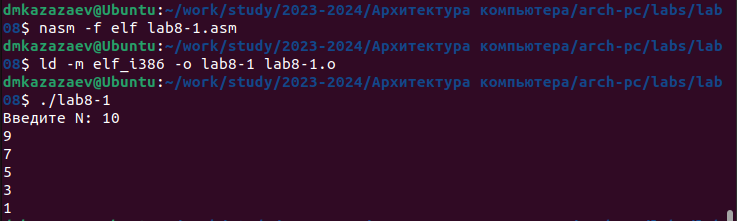 dmkazazaev@Ubuntu:~/work/study/2023-2024/Архитектура компьютера/arch-pc/labs/lab
08$ nasm -f elf lab8-1.asm
dmkazazaev@Ubuntu:~/work/study/2023-2024/Архитектура компьютера/arch-pc/labs/lab
08$ ld -m elf_i386 -o lab8-1 lab8-1.o
dmkazazaev@Ubuntu:~/work/study/2023-2024/Архитектура компьютера/arch-pc/labs/lab
08$ ./lab8-1
Введите N: 10
9
7
5
3
1